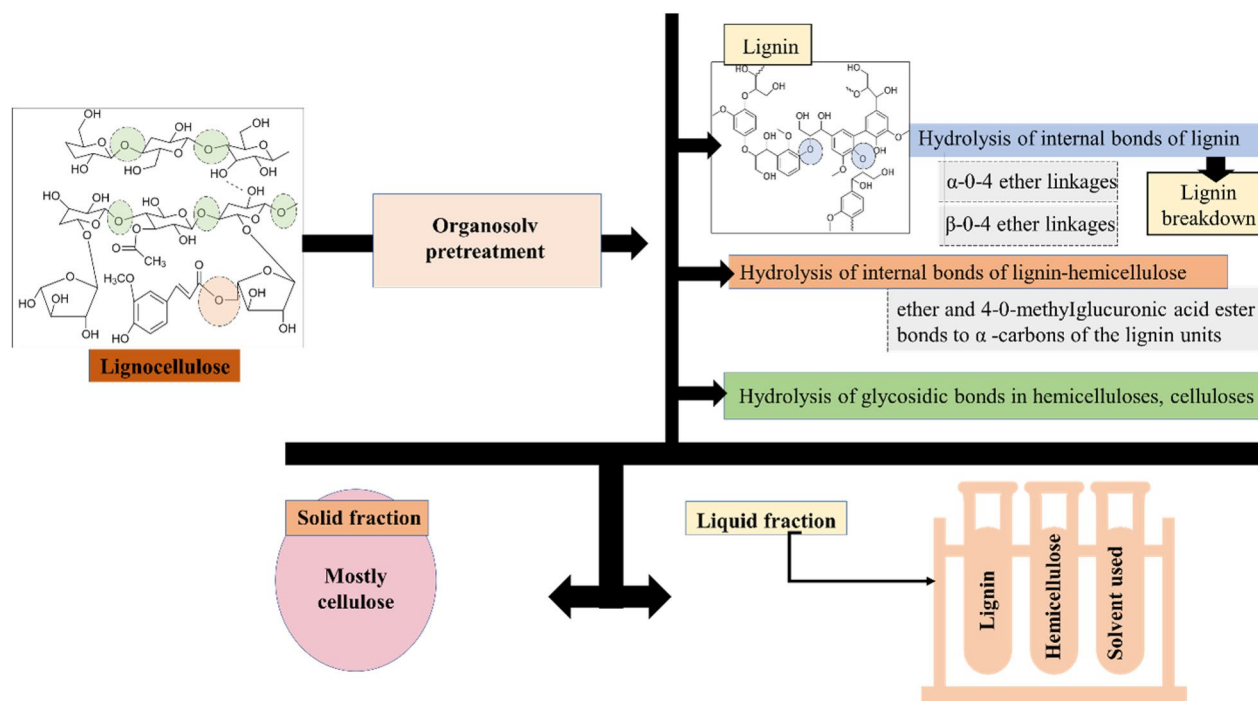 Lignin
Hydrolysis of internal bonds of lignin
α-0-4 ether linkages
β-0-4 ether linkages
Lignin
breakdown
Organosolv
pretreatment
Lignocellulose
Hydrolysis of internal bonds of lignin-hemicellulose
ether and 4-0-methylglucuronic acid ester
bonds to α -carbons of the lignin units
Hydrolysis of glycosidic bonds in hemicelluloses, celluloses
Solid fraction
Mostly
cellulose
Liquid fraction
Lignin
Hemicellulose
Solvent used